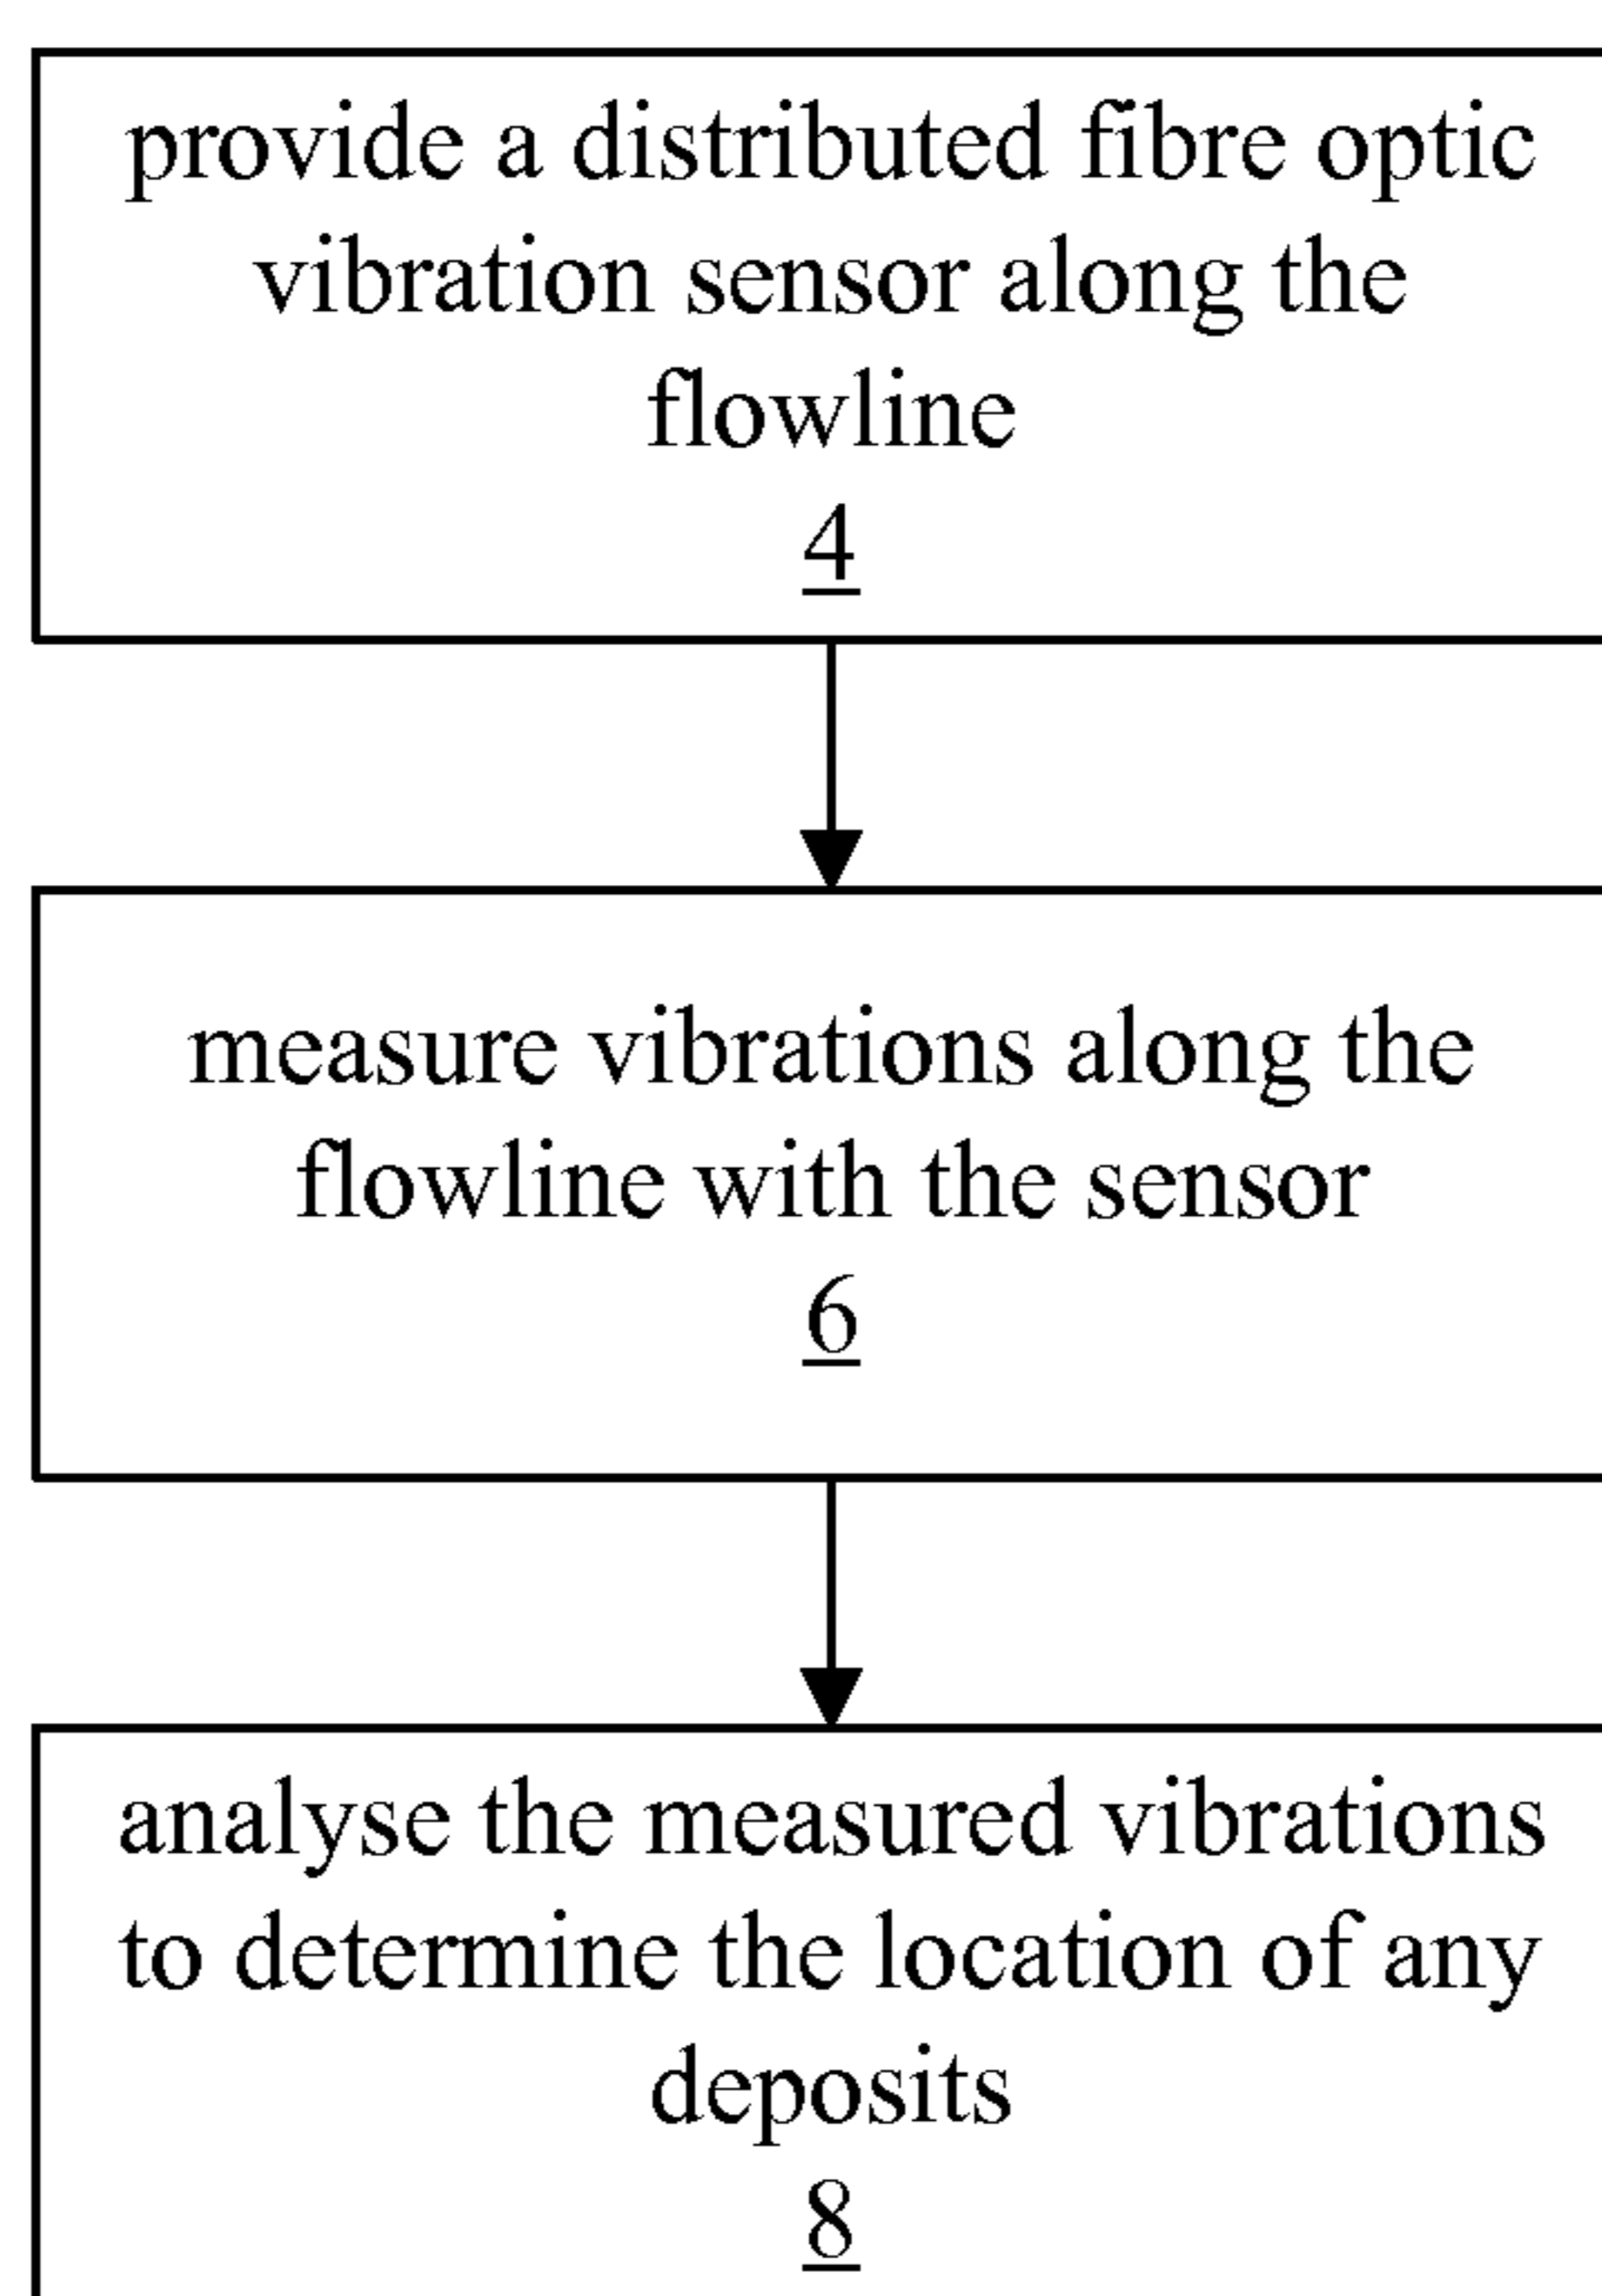 provide a distributed fibre optic
vibration sensor along the
flowline
4
measure vibrations along the
flowline with the sensor
6
analyse the measured vibrations
to determine the location of any
deposits
8